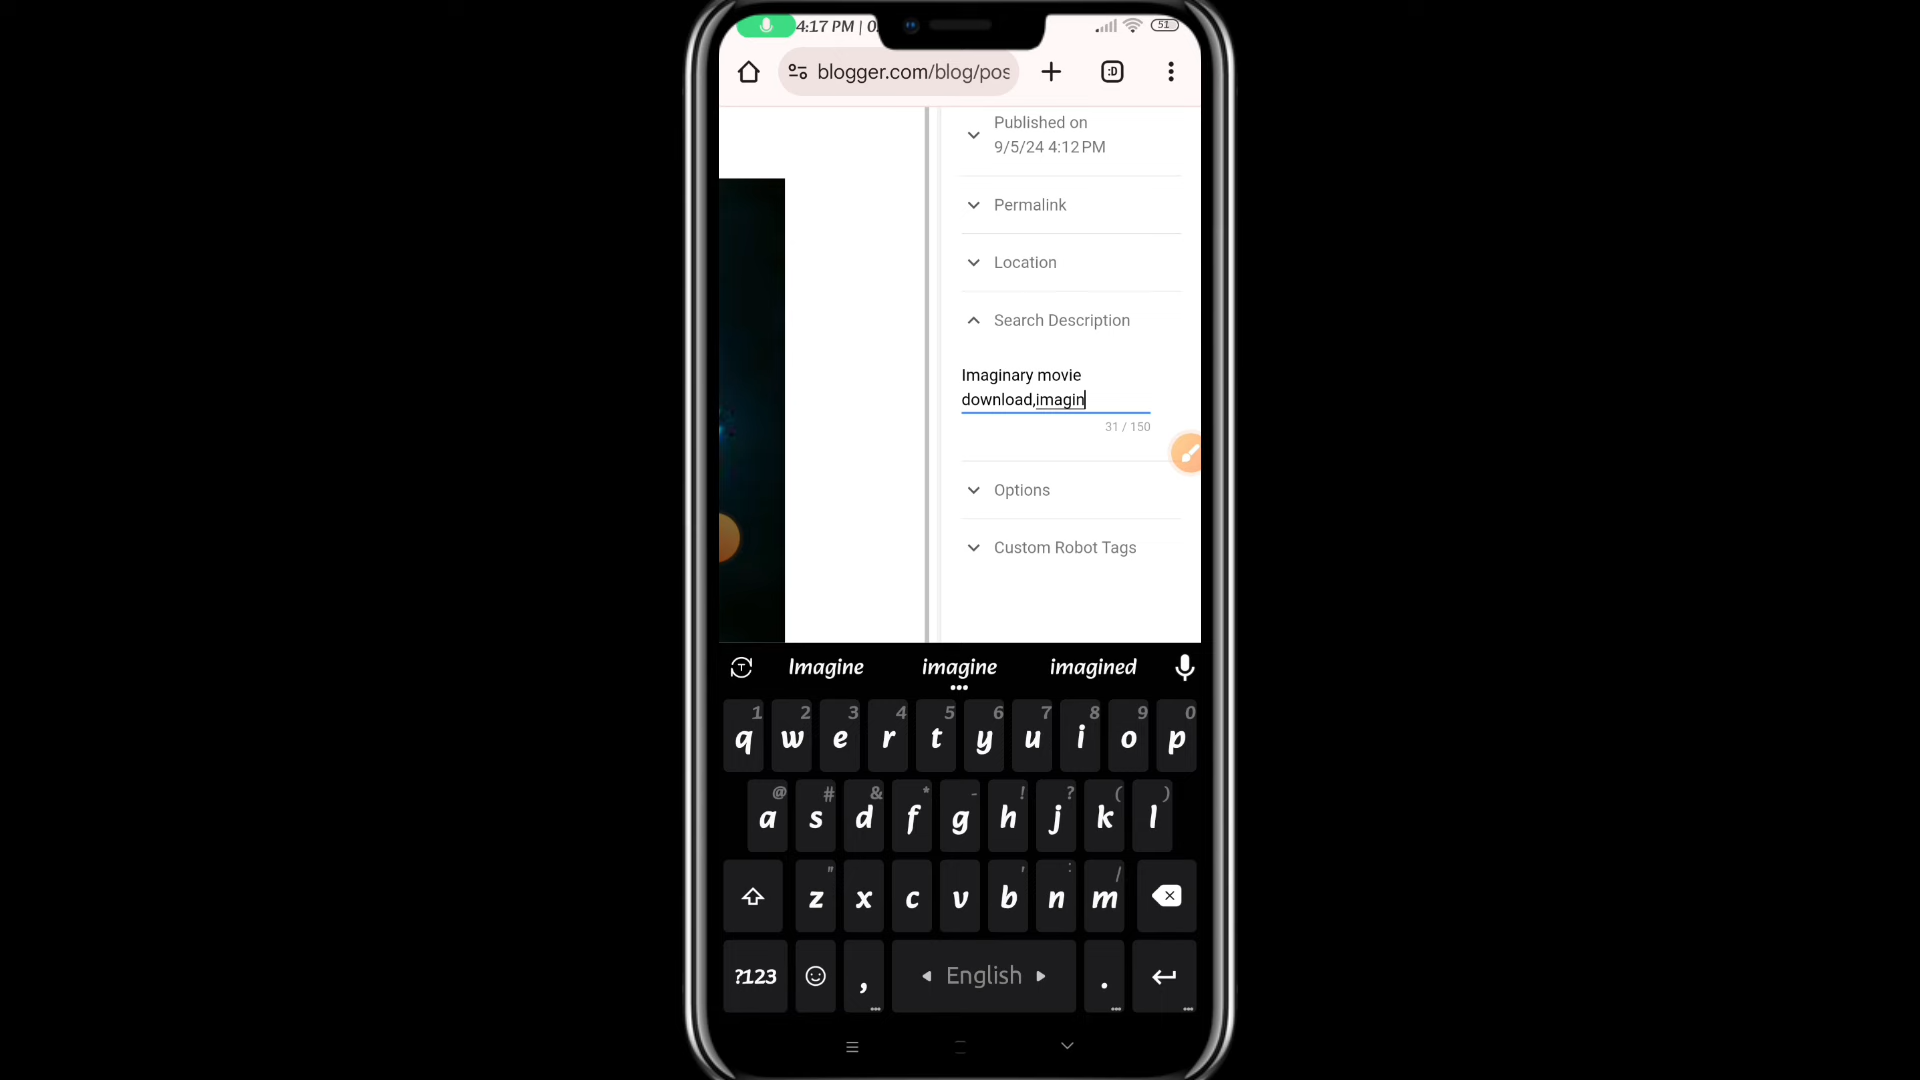 4:17 PM | 0
51
blogger.com/blog/pos
:D
Published on
9/5/24 4:12 PM
Permalink
Location
Search Description
Imaginary movie
download,imagin
31 / 150
Options
Custom Robot Tags
Imagine imagine imagined
1 2 3 4 5 6 7 8 9 0
q w e r t y u i o p
@ # & * - ! ? ( )
a s d f g h j k l
" ' : /
z x c v b n m
?123 , English .